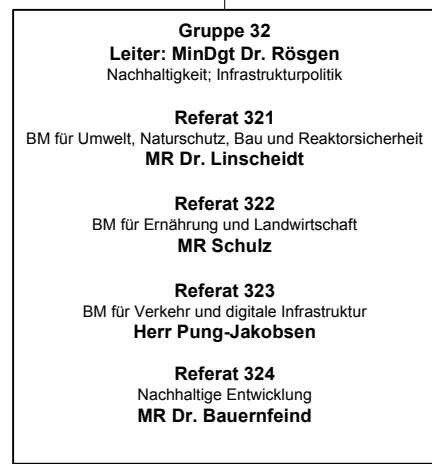 Gruppe 32
Leiter: MinDgt Dr. Rösgen
Nachhaltigkeit; Infrastrukturpolitik
Referat 321
BM für Umwelt, Naturschutz, Bau und Reaktorsicherheit
MR Dr. Linscheidt
Referat 322
BM für Ernährung und Landwirtschaft
MR Schulz
Referat 323
BM für Verkehr und digitale Infrastruktur
Herr Pung-Jakobsen
Referat 324
Nachhaltige Entwicklung
MR Dr. Bauernfeind